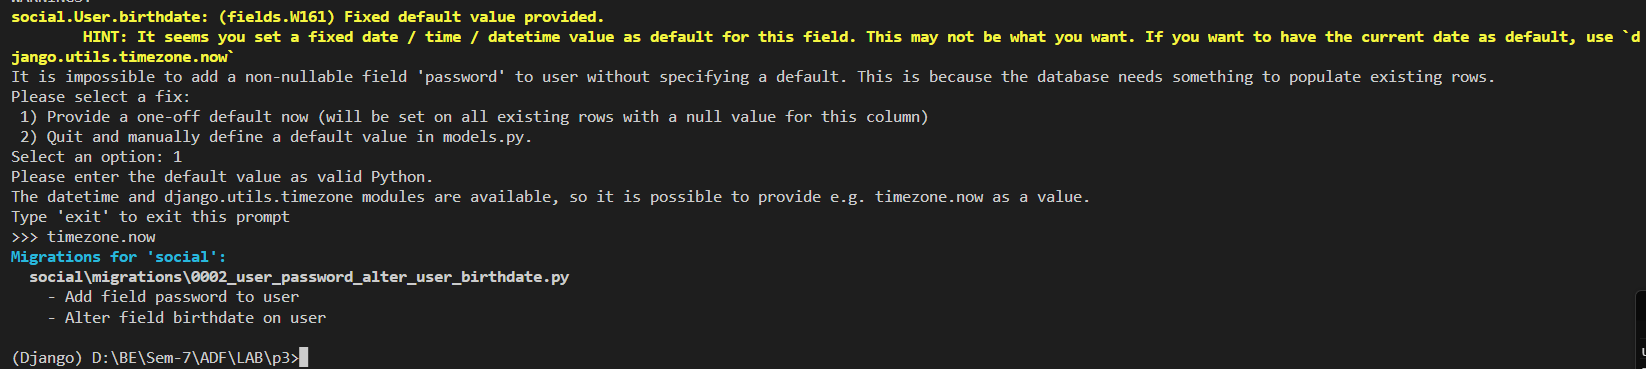 WARNINGS:
social.User.birthdate: (fields.W161) Fixed default value provided.
HINT: It seems you set a fixed date / time / datetime value as default for this field. This may not be what you want. If you want to have the current date as default, use `d
jango.utils.timezone.now`
It is impossible to add a non-nullable field 'password' to user without specifying a default. This is because the database needs something to populate existing rows.
Please select a fix:
1) Provide a one-off default now (will be set on all existing rows with a null value for this column)
2) Quit and manually define a default value in models.py.
Select an option: 1
Please enter the default value as valid Python.
The datetime and django.utils.timezone modules are available, so it is possible to provide e.g. timezone.now as a value.
Type 'exit' to exit this prompt
>>> timezone.now
Migrations for 'social':
social\migrations\0002_user_password_alter_user_birthdate.py
- Add field password to user
- Alter field birthdate on user
(Django) D:\BE\Sem-7\ADF\LAB\p3>